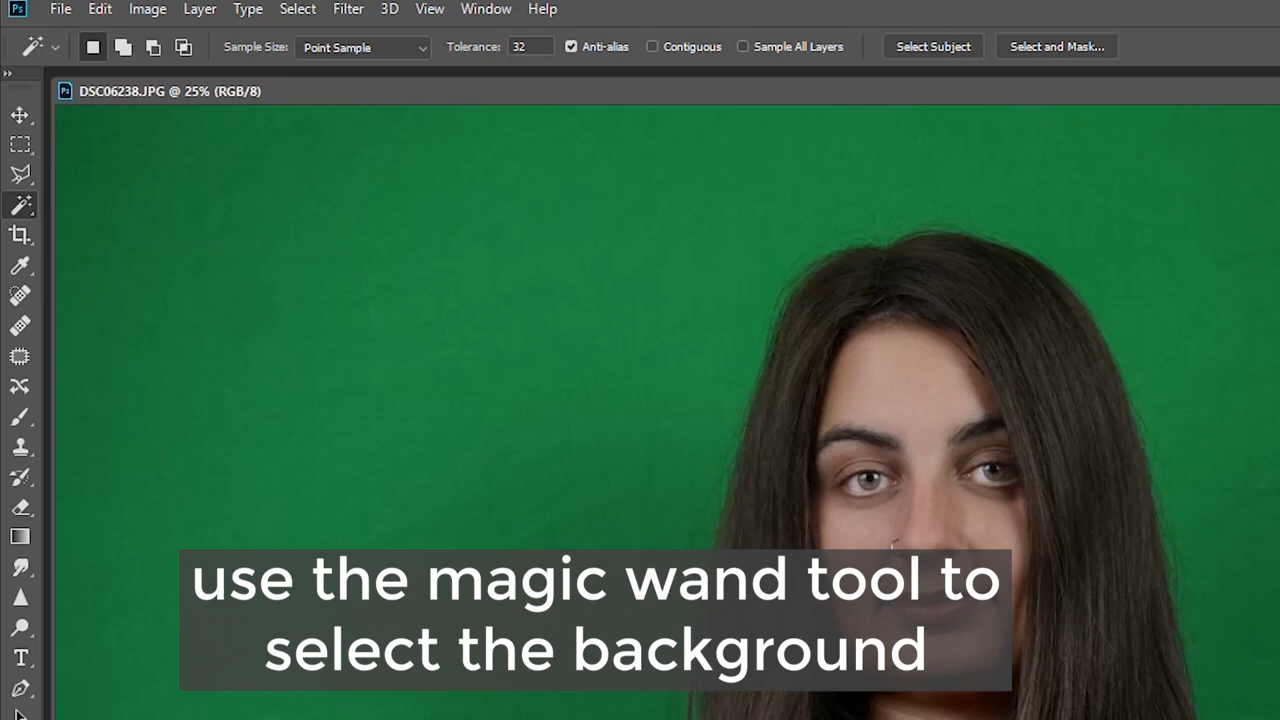 Ps File Edit Image Layer Type Select Filter 3D View Window Help
Sample Size: Point Sample Tolerance: 32 Anti-alias Contiguous Sample All Layers Select Subject Select and Mask...
Ps DSC06238.JPG @ 25% (RGB/8)
use the magic wand tool to
select the background